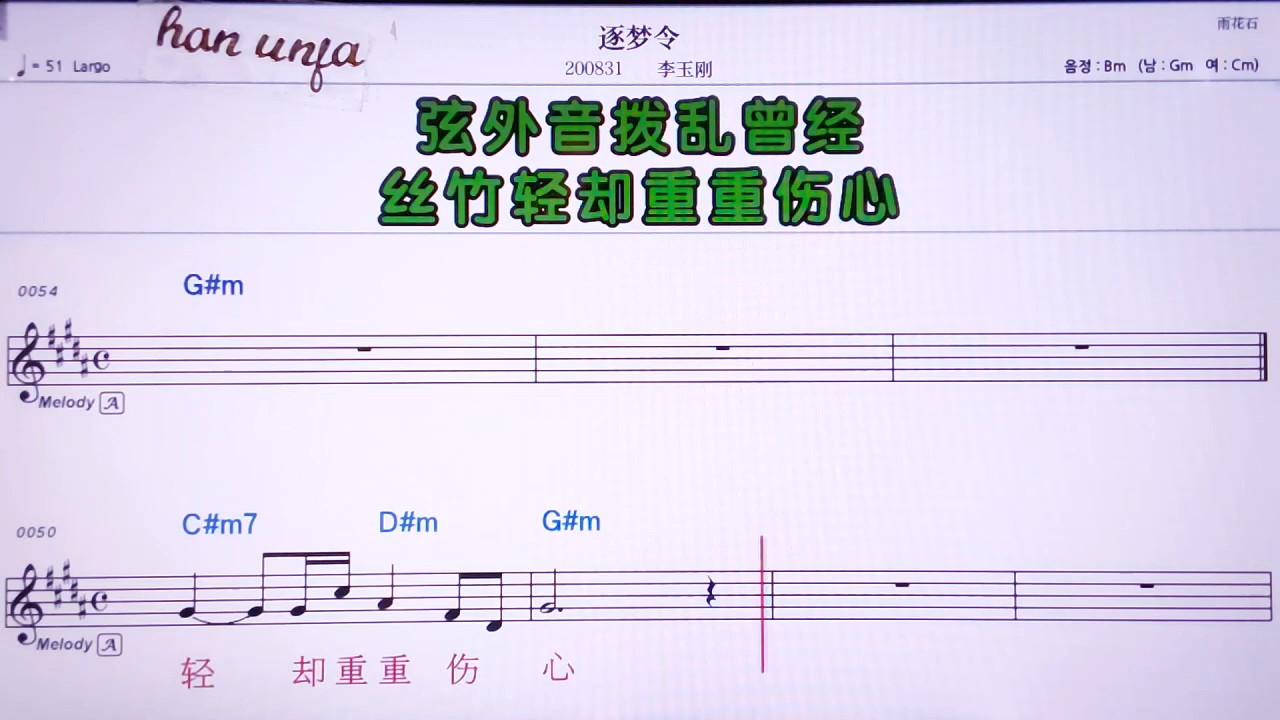 han unfa
逐梦令
雨花石
♩= 51 Largo
200831 李玉刚
음정 : Bm (남 : Gm 여 : Cm)
弦外音拨乱曾经
丝竹轻却重重伤心
0054
G#m
Melody A
0050
C#m7 D#m G#m
Melody A
轻 却 重 重 伤 心